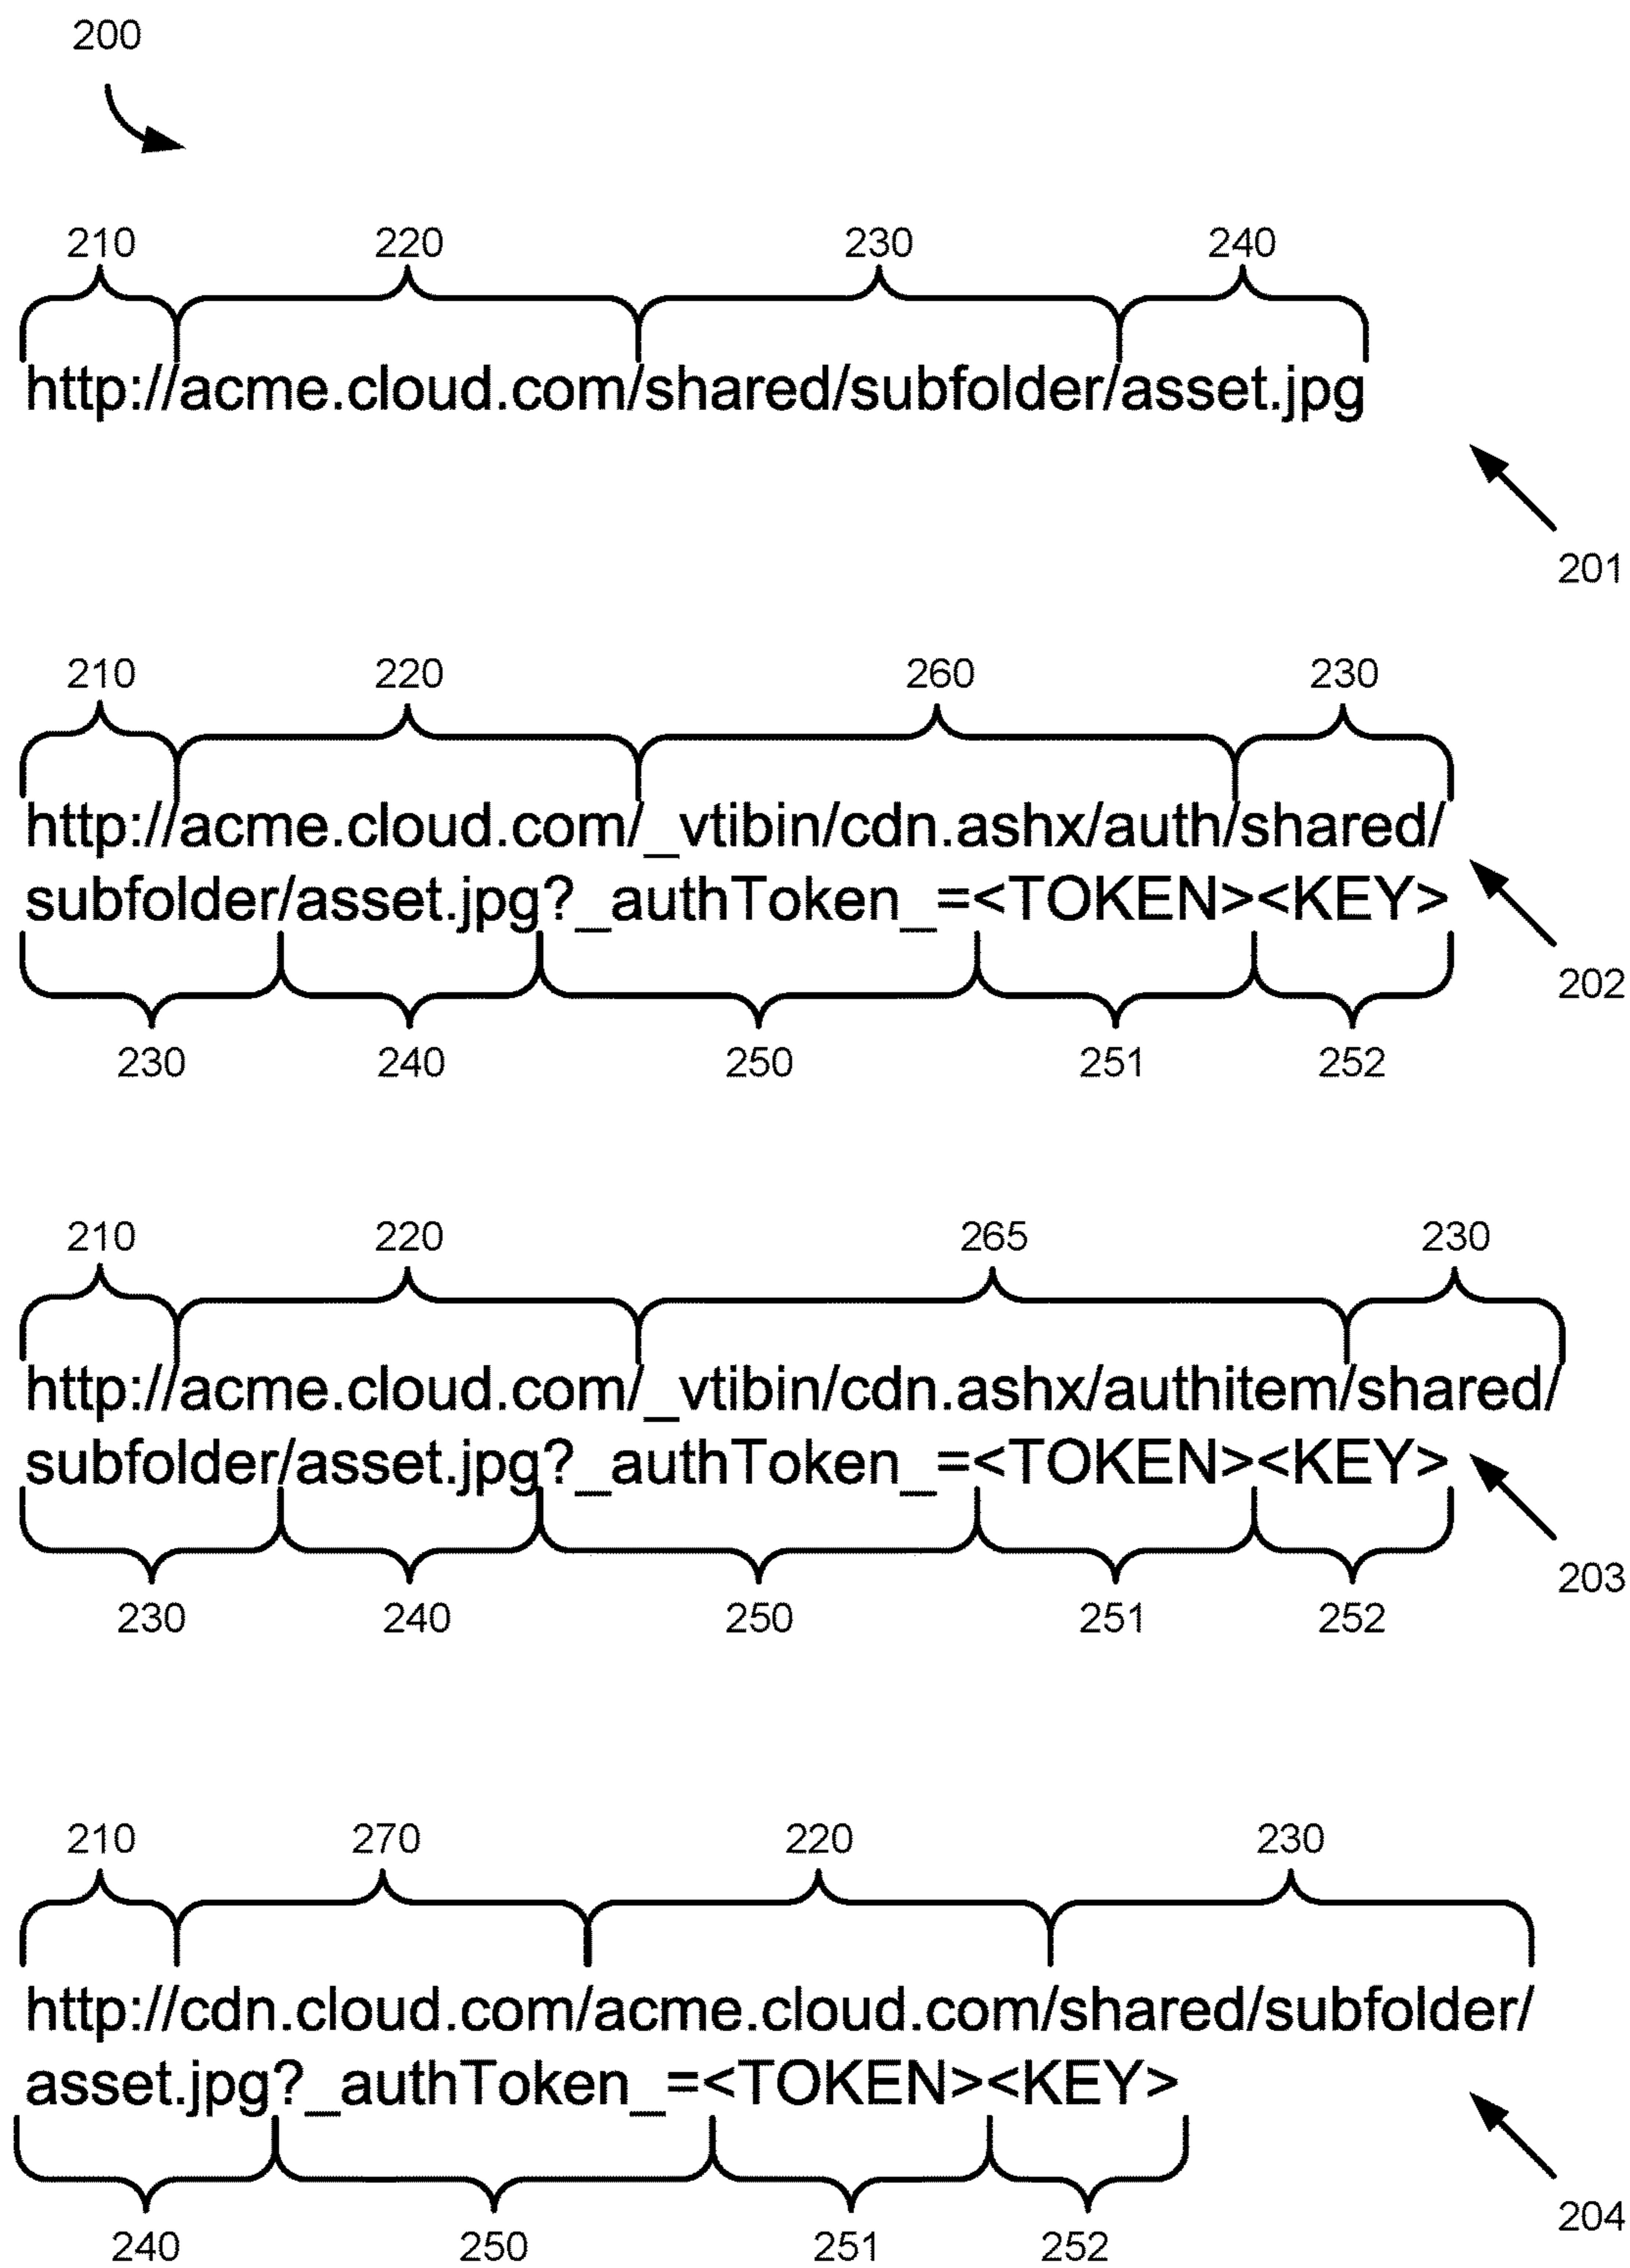 200
210 220 230 240
http://acme.cloud.com/shared/subfolder/asset.jpg
201
210 220 260 230
http://acme.cloud.com/_vtibin/cdn.ashx/auth/shared/
subfolder/asset.jpg?_authToken_=<TOKEN><KEY>
202
230 240 250 251 252
210 220 265 230
http://acme.cloud.com/_vtibin/cdn.ashx/authitem/shared/
subfolder/asset.jpg?_authToken_=<TOKEN><KEY>
203
230 240 250 251 252
210 270 220 230
http://cdn.cloud.com/acme.cloud.com/shared/subfolder/
asset.jpg?_authToken_=<TOKEN><KEY>
204
240 250 251 252